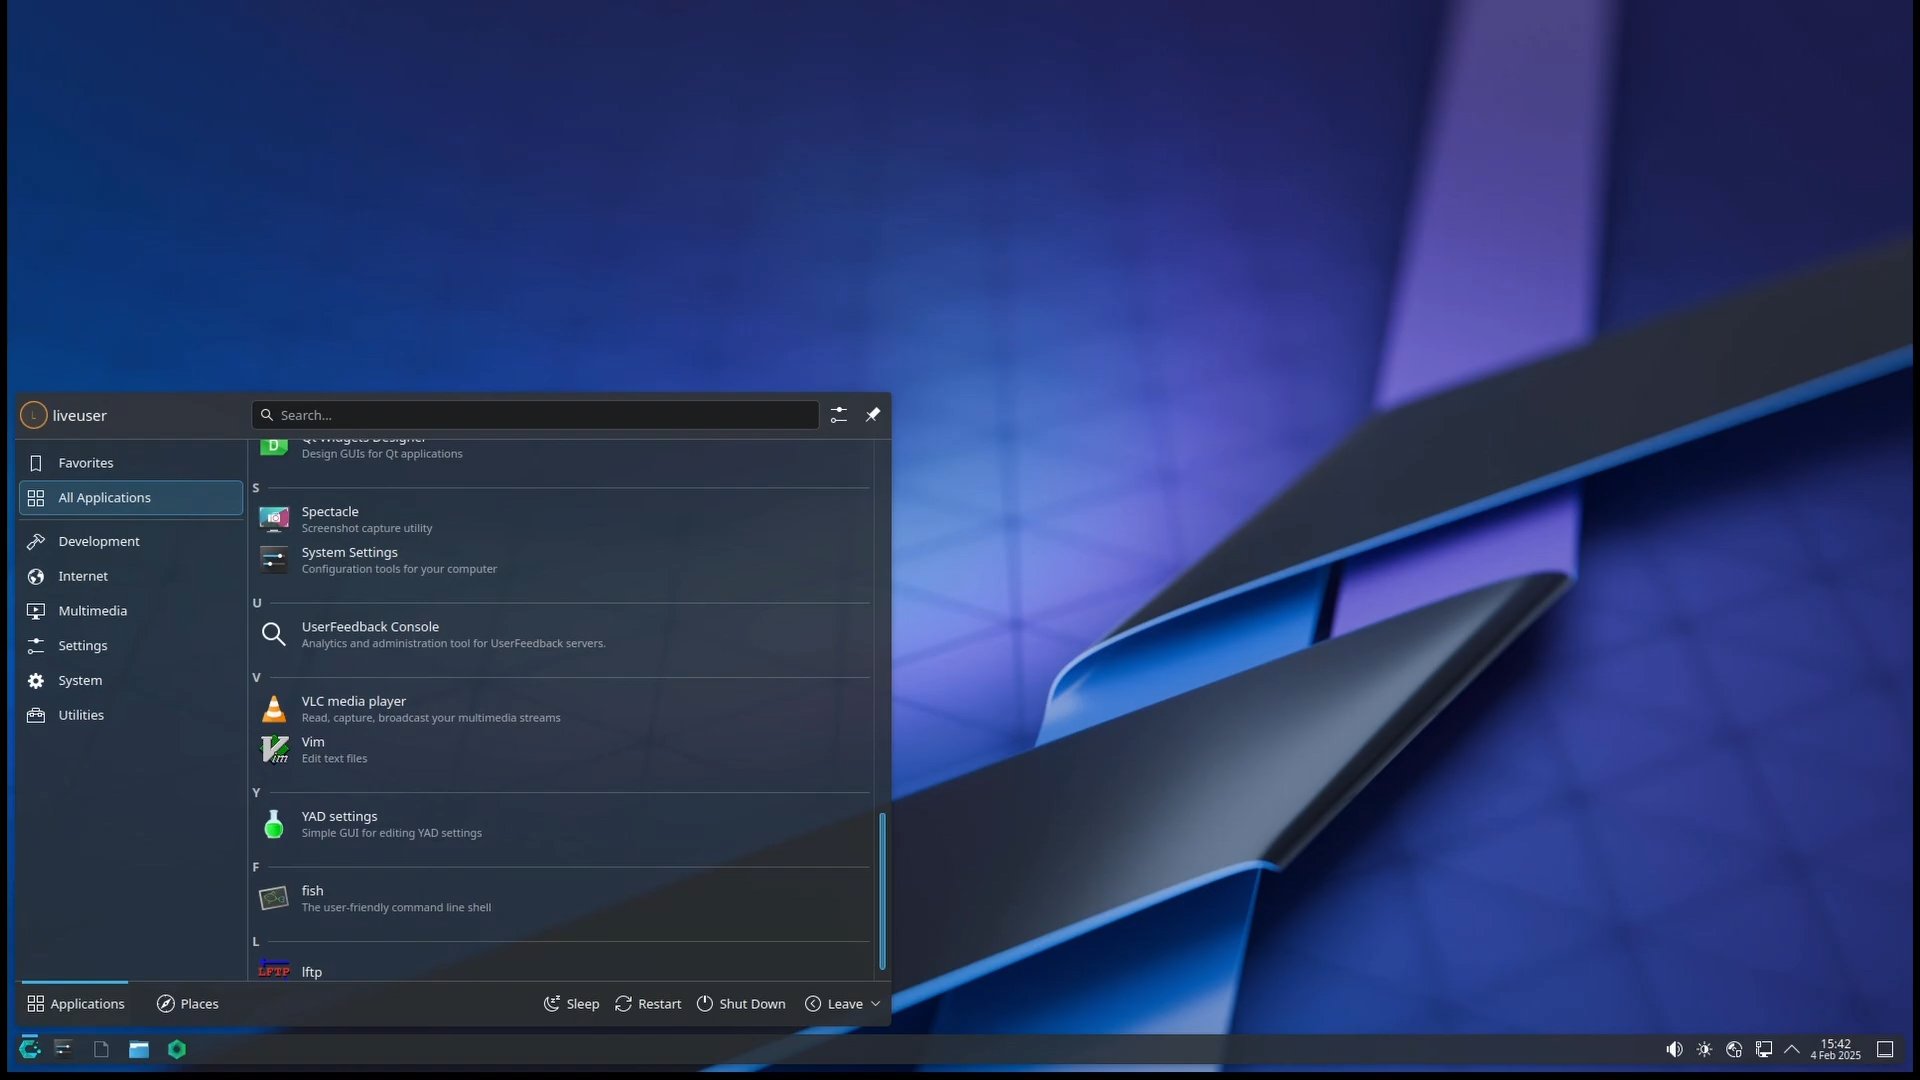 liveuser
Search...
Favorites
All Applications
Development
Internet
Multimedia
Settings
System
Utilities
Qt Widgets Designer
Design GUIs for Qt applications
S
Spectacle
Screenshot capture utility
System Settings
Configuration tools for your computer
U
UserFeedback Console
Analytics and administration tool for UserFeedback servers.
V
VLC media player
Read, capture, broadcast your multimedia streams
Vim
Edit text files
Y
YAD settings
Simple GUI for editing YAD settings
F
fish
The user-friendly command line shell
L
LFTP
lftp
Applications
Places
Sleep
Restart
Shut Down
Leave
15:42
4 Feb 2025